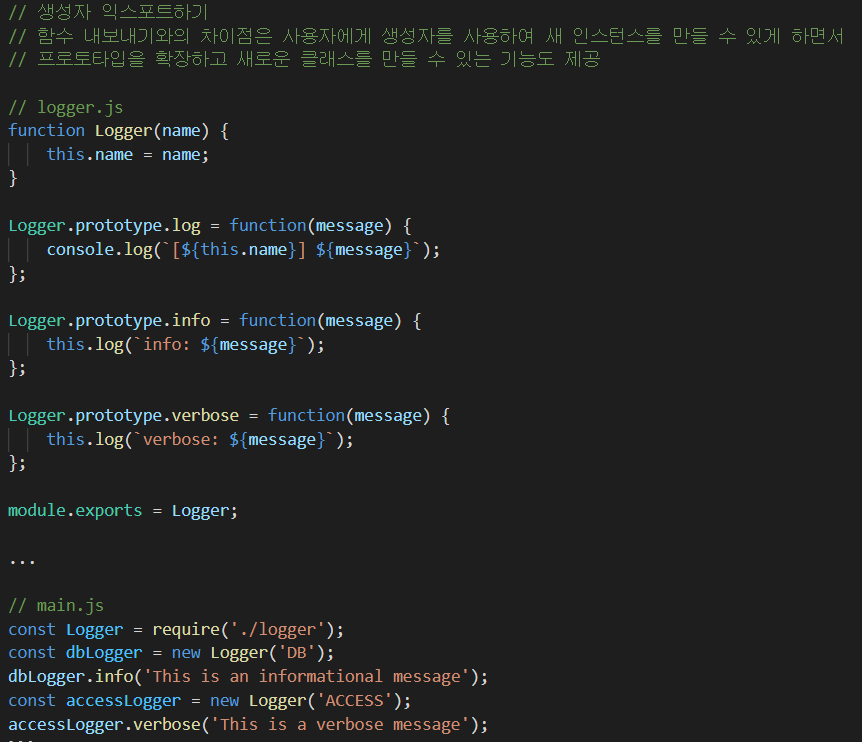 // 생성자 익스포트하기
// 함수 내보내기와의 차이점은 사용자에게 생성자를 사용하여 새 인스턴스를 만들 수 있게 하면서
// 프로토타입을 확장하고 새로운 클래스를 만들 수 있는 기능도 제공
// logger.js
function Logger(name) {
    this.name = name;
}
Logger.prototype.log = function(message) {
    console.log(`[${this.name}] ${message}`);
};
Logger.prototype.info = function(message) {
    this.log(`info: ${message}`);
};
Logger.prototype.verbose = function(message) {
    this.log(`verbose: ${message}`);
};
module.exports = Logger;
...
// main.js
const Logger = require('./logger');
const dbLogger = new Logger('DB');
dbLogger.info('This is an informational message');
const accessLogger = new Logger('ACCESS');
accessLogger.verbose('This is a verbose message');